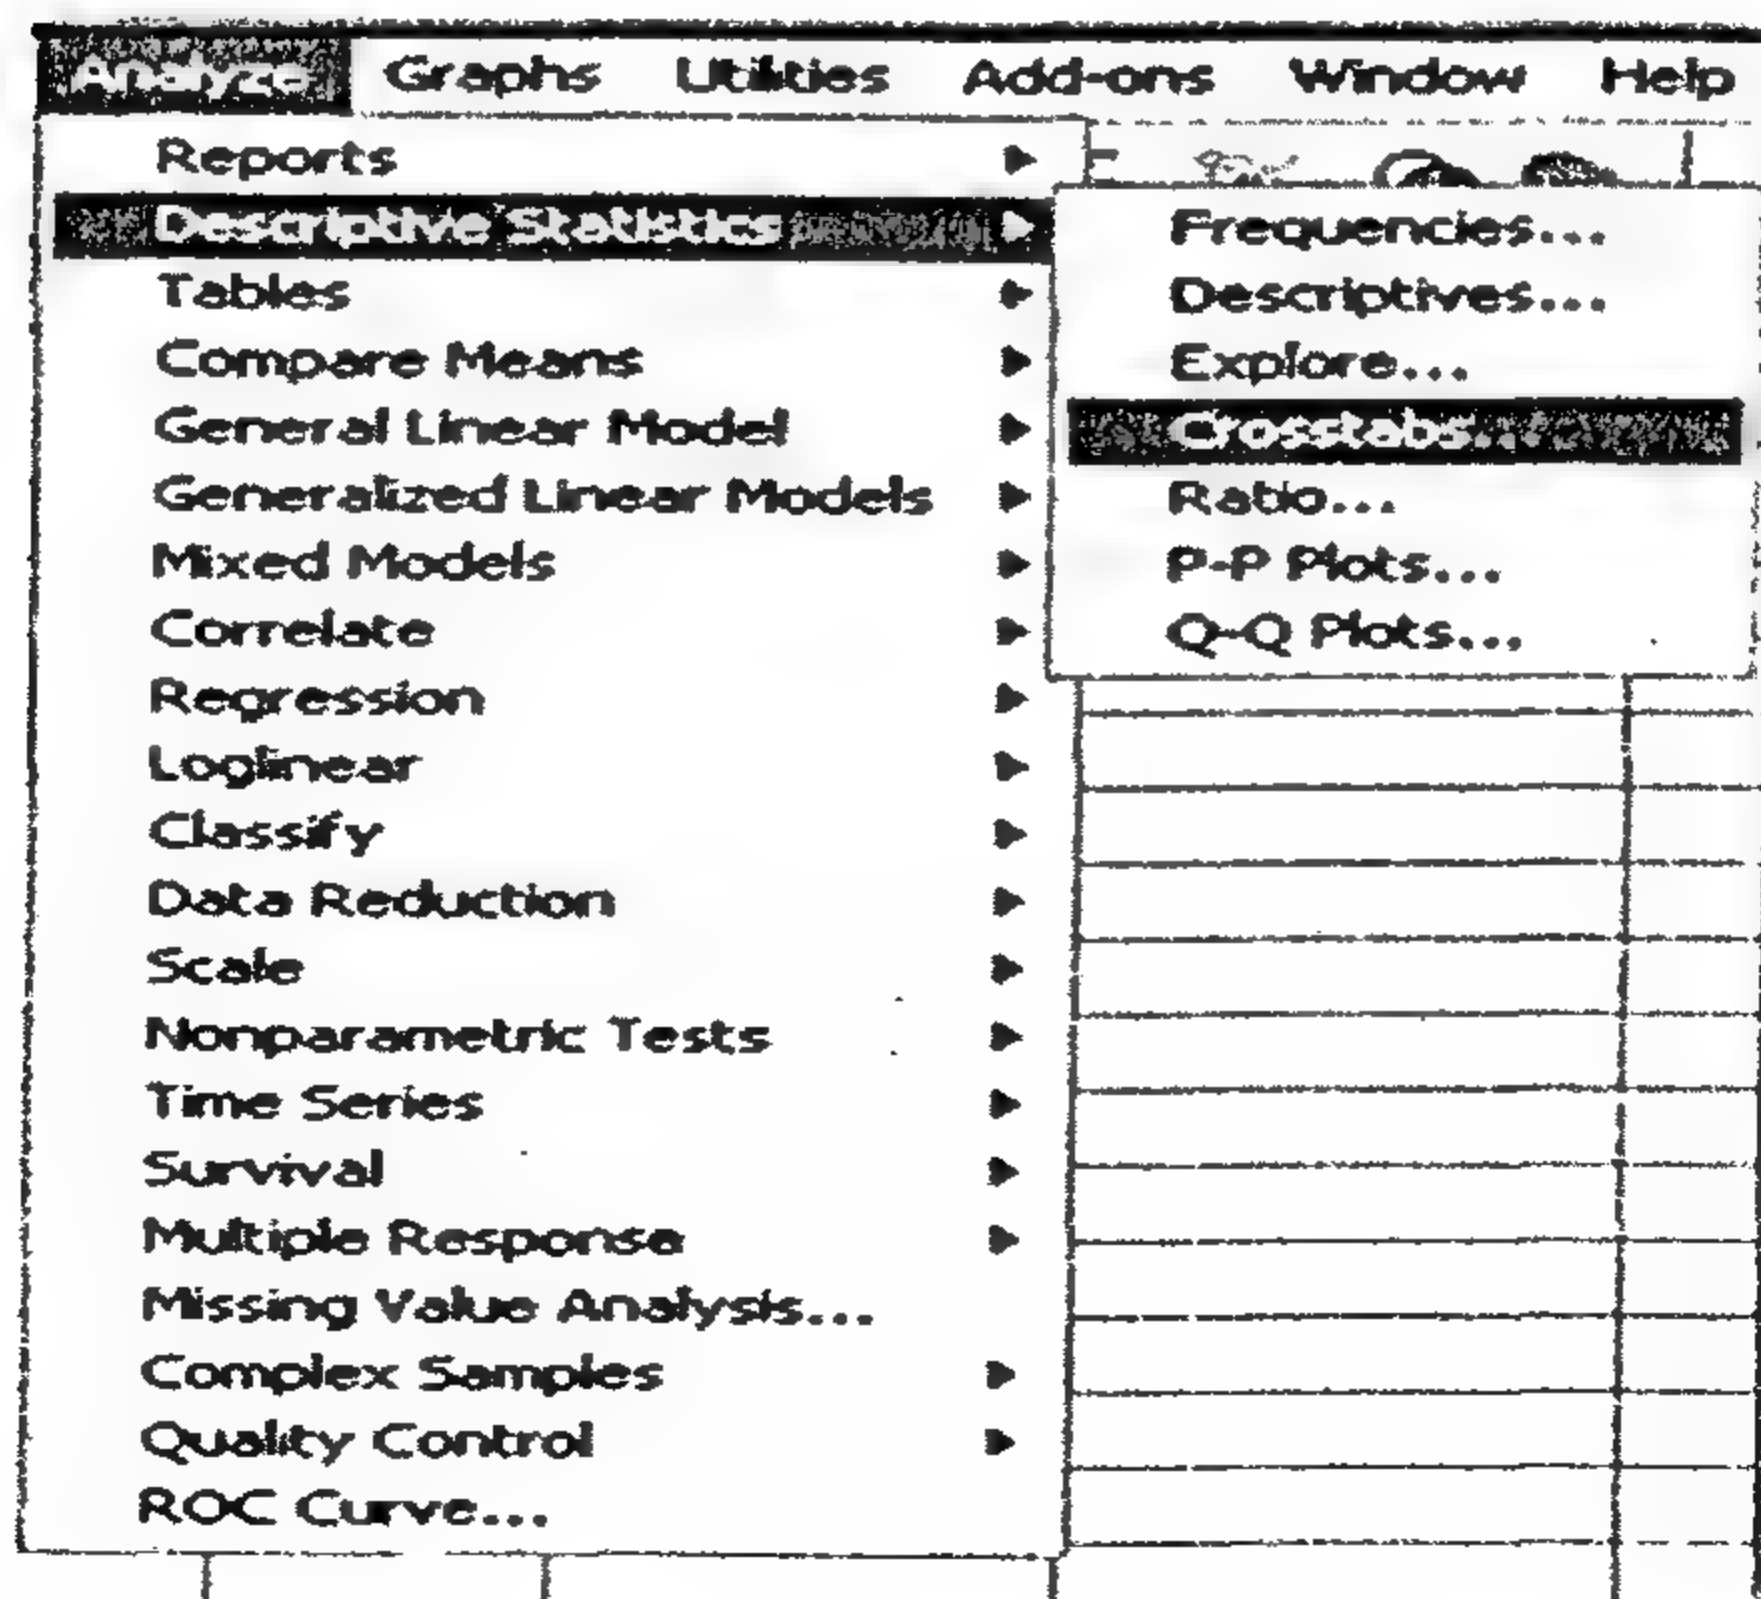 Analyze Graphs Utilities Add-ons Window Help
Reports
Descriptive Statistics
Tables
Compare Means
General Linear Model
Generalized Linear Models
Mixed Models
Correlate
Regression
Loglinear
Classify
Data Reduction
Scale
Nonparametric Tests
Time Series
Survival
Multiple Response
Missing Value Analysis...
Complex Samples
Quality Control
ROC Curve...
Frequencies...
Descriptives...
Explore...
Crosstabs...
Ratio...
P-P Plots...
Q-Q Plots...